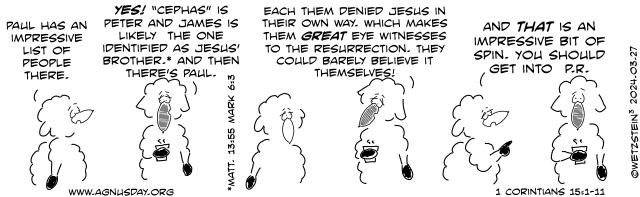 PAUL HAS AN
IMPRESSIVE
LIST OF
PEOPLE
THERE.
YES! "CEPHAS" IS
PETER AND JAMES IS
LIKELY THE ONE
IDENTIFIED AS JESUS'
BROTHER.* AND THEN
THERE'S PAUL.
*MATT. 13:55 MARK 6:3
EACH THEM DENIED JESUS IN
THEIR OWN WAY. WHICH MAKES
THEM GREAT EYE WITNESSES
TO THE RESURRECTION. THEY
COULD BARELY BELIEVE IT
THEMSELVES!
AND THAT IS AN
IMPRESSIVE BIT OF
SPIN. YOU SHOULD
GET INTO P.R.
©WETZSTEIN³ 2024.03.27
WWW.AGNUSDAY.ORG
1 CORINTHIANS 15:1-11